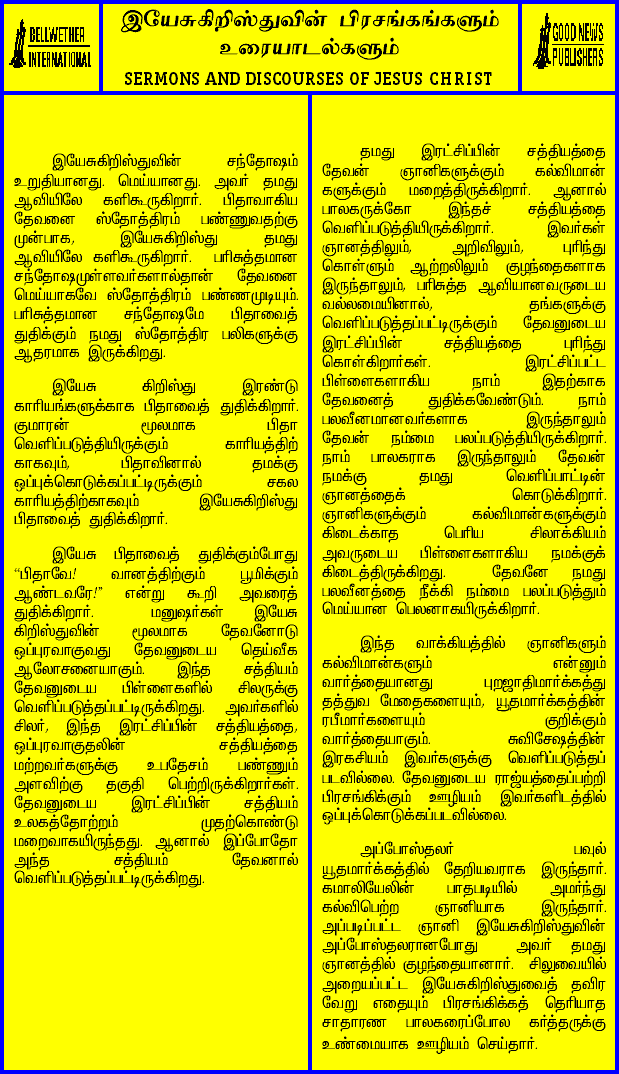 BELLWETHER
INTERNATIONAL
இயேசுகிறிஸ்துவின் பிரசங்கங்களும்
உரையாடல்களும்
SERMONS AND DISCOURSES OF JESUS CHRIST
GOOD NEWS
PUBLISHERS
இயேசுகிறிஸ்துவின் சந்தோஷம்
உறுதியானது. மெய்யானது. அவர் தமது
ஆவியிலே களிகூருகிறார். பிதாவாகிய
தேவனை ஸ்தோத்திரம் பண்ணுவதற்கு
முன்பாக, இயேசுகிறிஸ்து தமது
ஆவியிலே களிகூருகிறார். பரிசுத்தமான
சந்தோஷமுள்ளவர்களால்தான் தேவனை
மெய்யாகவே ஸ்தோத்திரம் பண்ணமுடியும்.
பரிசுத்தமான சந்தோஷமே பிதாவைத்
துதிக்கும் நமது ஸ்தோத்திர பலிகளுக்கு
ஆதாரமாக இருக்கிறது.
இயேசு கிறிஸ்து இரண்டு
காரியங்களுக்காக பிதாவைத் துதிக்கிறார்.
குமாரன் மூலமாக பிதா
வெளிப்படுத்தியிருக்கும் காரியத்திற்
காகவும், பிதாவினால் தமக்கு
ஒப்புக்கொடுக்கப்பட்டிருக்கும் சகல
காரியத்திற்காகவும் இயேசுகிறிஸ்து
பிதாவைத் துதிக்கிறார்.
இயேசு பிதாவைத் துதிக்கும்போது
“பிதாவே! வானத்திற்கும் பூமிக்கும்
ஆண்டவரே!” என்று கூறி அவரைத்
துதிக்கிறார். மனுஷர்கள் இயேசு
கிறிஸ்துவின் மூலமாக தேவனோடு
ஒப்புரவாகுவது தேவனுடைய தெய்வீக
ஆலோசனையாகும். இந்த சத்தியம்
தேவனுடைய பிள்ளைகளில் சிலருக்கு
வெளிப்படுத்தப்பட்டிருக்கிறது. அவர்களில்
சிலர், இந்த இரட்சிப்பின் சத்தியத்தை,
ஒப்புரவாகுதலின் சத்தியத்தை
மற்றவர்களுக்கு உபதேசம் பண்ணும்
அளவிற்கு தகுதி பெற்றிருக்கிறார்கள்.
தேவனுடைய இரட்சிப்பின் சத்தியம்
உலகத்தோற்றம் முதற்கொண்டு
மறைவாகயிருந்தது. ஆனால் இப்போதோ
அந்த சத்தியம் தேவனால்
வெளிப்படுத்தப்பட்டிருக்கிறது.
தமது இரட்சிப்பின் சத்தியத்தை
தேவன் ஞானிகளுக்கும் கல்விமான்
களுக்கும் மறைத்திருக்கிறார். ஆனால்
பாலகருக்கோ இந்தச் சத்தியத்தை
வெளிப்படுத்தியிருக்கிறார். இவர்கள்
ஞானத்திலும், அறிவிலும், புரிந்து
கொள்ளும் ஆற்றலிலும் குழந்தைகளாக
இருந்தாலும், பரிசுத்த ஆவியானவருடைய
வல்லமையினால், தங்களுக்கு
வெளிப்படுத்தப்பட்டிருக்கும் தேவனுடைய
இரட்சிப்பின் சத்தியத்தை புரிந்து
கொள்கிறார்கள். இரட்சிப்பட்ட
பிள்ளைகளாகிய நாம் இதற்காக
தேவனைத் துதிக்கவேண்டும். நாம்
பலவீனமானவர்களாக இருந்தாலும்
தேவன் நம்மை பலப்படுத்தியிருக்கிறார்.
நாம் பாலகராக இருந்தாலும் தேவன்
நமக்கு தமது வெளிப்பாட்டின்
ஞானத்தைக் கொடுக்கிறார்.
ஞானிகளுக்கும் கல்விமான்களுக்கும்
கிடைக்காத பெரிய சிலாக்கியம்
அவருடைய பிள்ளைகளாகிய நமக்குக்
கிடைத்திருக்கிறது. தேவனே நமது
பலவீனத்தை நீக்கி நம்மை பலப்படுத்தும்
மெய்யான பெலனாகயிருக்கிறார்.
இந்த வாக்கியத்தில் ஞானிகளும்
கல்விமான்களும் என்னும்
வார்த்தையானது புறஜாதிமார்க்கத்து
தத்துவ மேதைகளையும், யூதமார்க்கத்தின்
ரபீமார்களையும் குறிக்கும்
வார்த்தையாகும். சுவிசேஷத்தின்
இரகசியம் இவர்களுக்கு வெளிப்படுத்தப்
படவில்லை. தேவனுடைய ராஜ்யத்தைப்பற்றி
பிரசங்கிக்கும் ஊழியம் இவர்களிடத்தில்
ஒப்புக்கொடுக்கப்படவில்லை.
அப்போஸ்தலர் பவுல்
யூதமார்க்கத்தில் தேறியவராக இருந்தார்.
கமாலியேலின் பாதபடியில் அமர்ந்து
கல்விபெற்ற ஞானியாக இருந்தார்.
அப்படிப்பட்ட ஞானி இயேசுகிறிஸ்துவின்
அப்போஸ்தலரானபோது அவர் தமது
ஞானத்தில் குழந்தையானார். சிலுவையில்
அறையப்பட்ட இயேசுகிறிஸ்துவைத் தவிர
வேறு எதையும் பிரசங்கிக்கத் தெரியாத
சாதாரண பாலகரைப்போல கர்த்தருக்கு
உண்மையாக ஊழியம் செய்தார்.